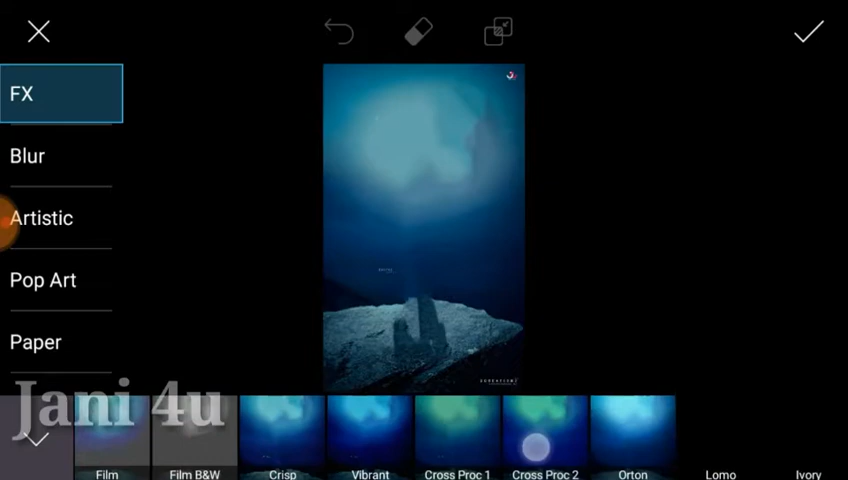 FX
Blur
Artistic
Pop Art
Paper
Jani 4u
Film
Film B&W
Crisp
Vibrant
Cross Proc 1
Cross Proc 2
Orton
Lomo
Ivory